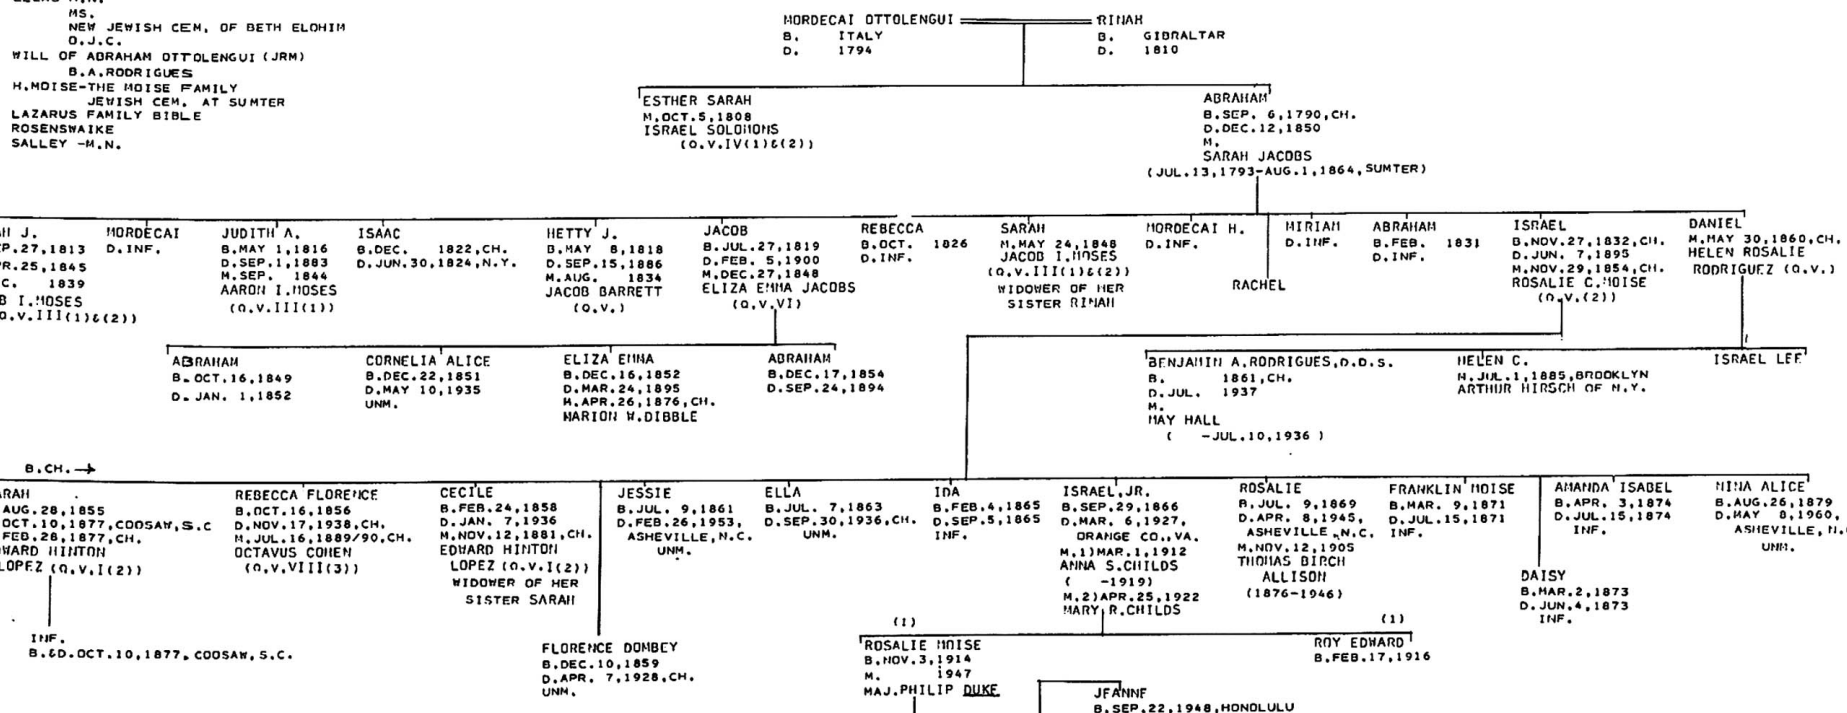 MS.
NEW JEWISH CEM. OF BETH ELOHIM
O.J.C.
WILL OF ABRAHAM OTTOLENGUI (JRM)
B.A.RODRIGUES
H.MOISE-THE MOISE FAMILY
JEWISH CEM. AT SUMTER
LAZARUS FAMILY BIBLE
ROSENSWAIKE
SALLEY -M.N.
MORDECAI OTTOLENGUI
B. ITALY
D. 1794
RINAH
B. GIBRALTAR
D. 1810
ESTHER SARAH
M.OCT.5,1808
ISRAEL SOLOMONS
(Q.V.IV(1)&(2))
ABRAHAM
B.SEP. 6,1790,CH.
D.DEC.12,1850
M.
SARAH JACOBS
(JUL.13,1793-AUG.1,1864,SUMTER)
AH J.
P.27,1813
R.25,1845
C. 1839
B I.MOSES
Q.V.III(1)&(2))
MORDECAI
D.INF.
JUDITH A.
B.MAY 1,1816
D.SEP.1,1883
M.SEP. 1844
AARON I.MOSES
(Q.V.III(1))
ISAAC
B.DEC. 1822,CH.
D.JUN.30,1824,N.Y.
HETTY J.
B.MAY 8,1818
D.SEP.15,1886
M.AUG. 1834
JACOB BARRETT
(Q.V.)
JACOB
B.JUL.27,1819
D.FEB. 5,1900
M.DEC.27,1848
ELIZA EMMA JACOBS
(Q.V.VI)
REBECCA
B.OCT. 1826
D.INF.
SARAH
M.MAY 24,1848
JACOB I.MOSES
(Q.V.III(1)&(2))
WIDOWER OF HER
SISTER RINAH
MORDECAI H.
D.INF.
RACHEL
MIRIAM
D.INF.
ABRAHAM
B.FEB. 1831
D.INF.
ISRAEL
B.NOV.27,1832,CH.
D.JUN. 7,1895
M.NOV.29,1854,CH.
ROSALIE C.MOISE
(Q.V.(2))
DANIEL
M.MAY 30,1860,CH.
HELEN ROSALIE
RODRIGUEZ (Q.V.)
ABRAHAM
B.OCT.16,1849
D.JAN. 1,1852
CORNELIA ALICE
B.DEC.22,1851
D.MAY 10,1935
UNM.
ELIZA EMMA
B.DEC.16,1852
D.MAR.24,1895
M.APR.26,1876,CH.
MARION W.DIBBLE
ABRAHAM
B.DEC.17,1854
D.SEP.24,1894
BENJAMIN A.RODRIGUES,D.D.S.
B. 1861,CH.
D.JUL. 1937
M.
MAY HALL
( -JUL.10,1936 )
HELEN C.
M.JUL.1,1885,BROOKLYN
ARTHUR HIRSCH OF N.Y.
ISRAEL LEE
B.CH.→
ARAH
AUG.28,1855
OCT.10,1877,COOSAW,S.C
FEB.28,1877,CH.
WARD HINTON
LOPEZ (Q.V.I(2))
REBECCA FLORENCE
B.OCT.16,1856
D.NOV.17,1938,CH.
M.JUL.16,1889/90,CH.
OCTAVUS COHEN
(Q.V.VIII(3))
CECILE
B.FEB.24,1858
D.JAN. 7,1936
M.NOV.12,1881,CH.
EDWARD HINTON
LOPEZ (Q.V.I(2))
WIDOWER OF HER
SISTER SARAH
JESSIE
B.JUL. 9,1861
D.FEB.26,1953,
ASHEVILLE,N.C.
UNM.
ELLA
B.JUL. 7,1863
D.SEP.30,1936,CH.
UNM.
IDA
B.FEB.4,1865
D.SEP.5,1865
INF.
ISRAEL,JR.
B.SEP.29,1866
D.MAR. 6,1927,
ORANGE CO.,VA.
M.1)MAR.1,1912
ANNA S.CHILDS
( -1919)
M.2)APR.25,1922
MARY R.CHILDS
ROSALIE
B.JUL. 9,1869
D.APR. 8,1945,
ASHEVILLE,N.C.
M.NOV.12,1905
THOMAS BIRCH
ALLISON
(1876-1946)
FRANKLIN MOISE
B.MAR. 9,1871
D.JUL.15,1871
INF.
AMANDA ISABEL
B.APR. 3,1874
D.JUL.15,1874
INF.
NINA ALICE
B.AUG.26,1879
D.MAY 8,1960,
ASHEVILLE,N.C
UNM.
DAISY
B.MAR.2,1873
D.JUN.4,1873
INF.
INF.
B.&D.OCT.10,1877,COOSAW,S.C.
FLORENCE DOMBEY
B.DEC.10,1859
D.APR. 7,1928,CH.
UNM.
(1)
ROSALIE MOISE
B.NOV.3,1914
M. 1947
MAJ.PHILIP DUKE
(1)
ROY EDWARD
B.FEB.17,1916
JEANNE
B.SEP.22,1948,HONOLULU